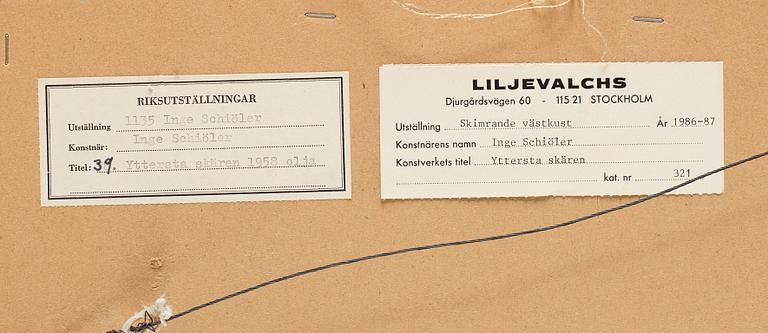 RIKSUTSTÄLLNINGAR
Utställning 1135 Inge Schiöler
Konstnär: Inge Schiöler
Titel: 39. Yttersta skären 1958 olja
LILJEVALCHS
Djurgårdsvägen 60 - 115 21 STOCKHOLM
Utställning Skimrande västkust År 1986-87
Konstnärens namn Inge Schiöler
Konstverkets titel Yttersta skären
kat. nr 321